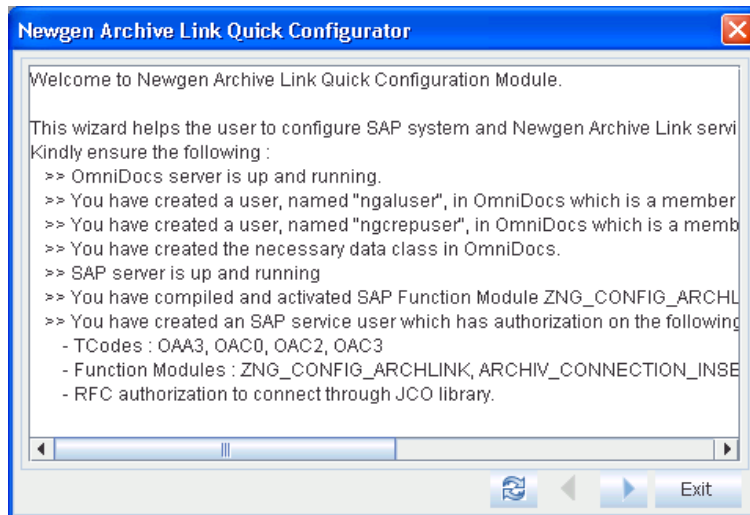 Newgen Archive Link Quick Configurator
Welcome to Newgen Archive Link Quick Configuration Module.
This wizard helps the user to configure SAP system and Newgen Archive Link servi
Kindly ensure the following :
>> OmniDocs server is up and running.
>> You have created a user, named "ngaluser", in OmniDocs which is a member
>> You have created a user, named "ngcrepuser", in OmniDocs which is a memb
>> You have created the necessary data class in OmniDocs.
>> SAP server is up and running
>> You have compiled and activated SAP Function Module ZNG_CONFIG_ARCHL
>> You have created an SAP service user which has authorization on the following
- TCodes : OAA3, OAC0, OAC2, OAC3
- Function Modules : ZNG_CONFIG_ARCHLINK, ARCHIV_CONNECTION_INSE
- RFC authorization to connect through JCO library.
Exit